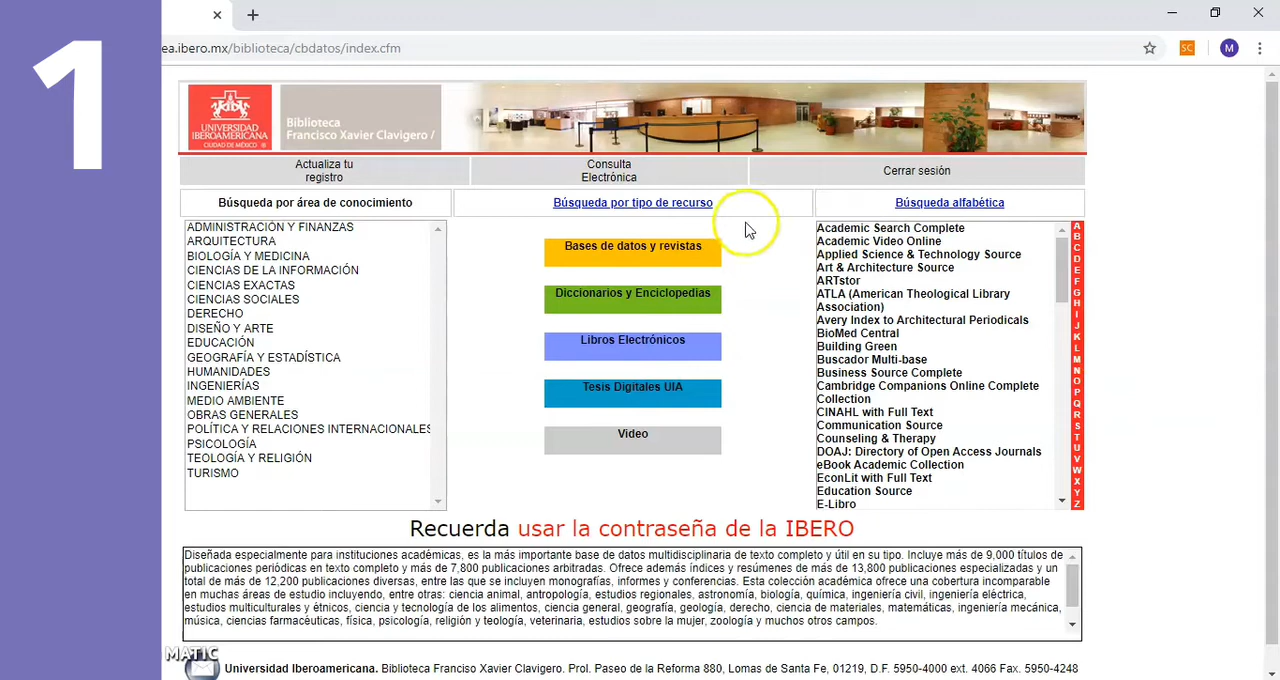 1
ea.ibero.mx/biblioteca/cbdatos/index.cfm
SC
M
UNIVERSIDAD
IBEROAMERICANA
CIUDAD DE MÉXICO ®
Biblioteca
Francisco Xavier Clavigero /
Actualiza tu
registro
Consulta
Electrónica
Cerrar sesión
Búsqueda por área de conocimiento
Búsqueda por tipo de recurso
Búsqueda alfabética
ADMINISTRACION Y FINANZAS
ARQUITECTURA
BIOLOGÍA Y MEDICINA
CIENCIAS DE LA INFORMACIÓN
CIENCIAS EXACTAS
CIENCIAS SOCIALES
DERECHO
DISEÑO Y ARTE
EDUCACIÓN
GEOGRAFÍA Y ESTADÍSTICA
HUMANIDADES
INGENIERÍAS
MEDIO AMBIENTE
OBRAS GENERALES
POLÍTICA Y RELACIONES INTERNACIONALES
PSICOLOGÍA
TEOLOGÍA Y RELIGIÓN
TURISMO
Bases de datos y revistas
Diccionarios y Enciclopedias
Libros Electrónicos
Tesis Digitales UIA
Video
Academic Search Complete
Academic Video Online
Applied Science & Technology Source
Art & Architecture Source
ARTstor
ATLA (American Theological Library
Association)
Avery Index to Architectural Periodicals
BioMed Central
Building Green
Buscador Multi-base
Business Source Complete
Cambridge Companions Online Complete
Collection
CINAHL with Full Text
Communication Source
Counseling & Therapy
DOAJ: Directory of Open Access Journals
eBook Academic Collection
EconLit with Full Text
Education Source
E-Libro
A
B
C
D
E
F
G
H
I
J
K
L
M
N
O
P
Q
R
S
T
U
V
W
X
Y
Z
Recuerda usar la contraseña de la IBERO
Diseñada especialmente para instituciones académicas, es la más importante base de datos multidisciplinaria de texto completo y útil en su tipo. Incluye más de 9,000 títulos de
publicaciones periódicas en texto completo y más de 7,800 publicaciones arbitradas. Ofrece además índices y resúmenes de más de 13,800 publicaciones especializadas y un
total de más de 12,200 publicaciones diversas, entre las que se incluyen monografías, informes y conferencias. Esta colección académica ofrece una cobertura incomparable
en muchas áreas de estudio incluyendo, entre otras: ciencia animal, antropología, estudios regionales, astronomía, biología, química, ingeniería civil, ingeniería eléctrica,
estudios multiculturales y étnicos, ciencia y tecnología de los alimentos, ciencia general, geografía, geología, derecho, ciencia de materiales, matemáticas, ingeniería mecánica,
música, ciencias farmacéuticas, física, psicología, religión y teología, veterinaria, estudios sobre la mujer, zoología y muchos otros campos.
MATIC
Universidad Iberoamericana. Biblioteca Franciso Xavier Clavigero. Prol. Paseo de la Reforma 880, Lomas de Santa Fe, 01219, D.F. 5950-4000 ext. 4066 Fax. 5950-4248